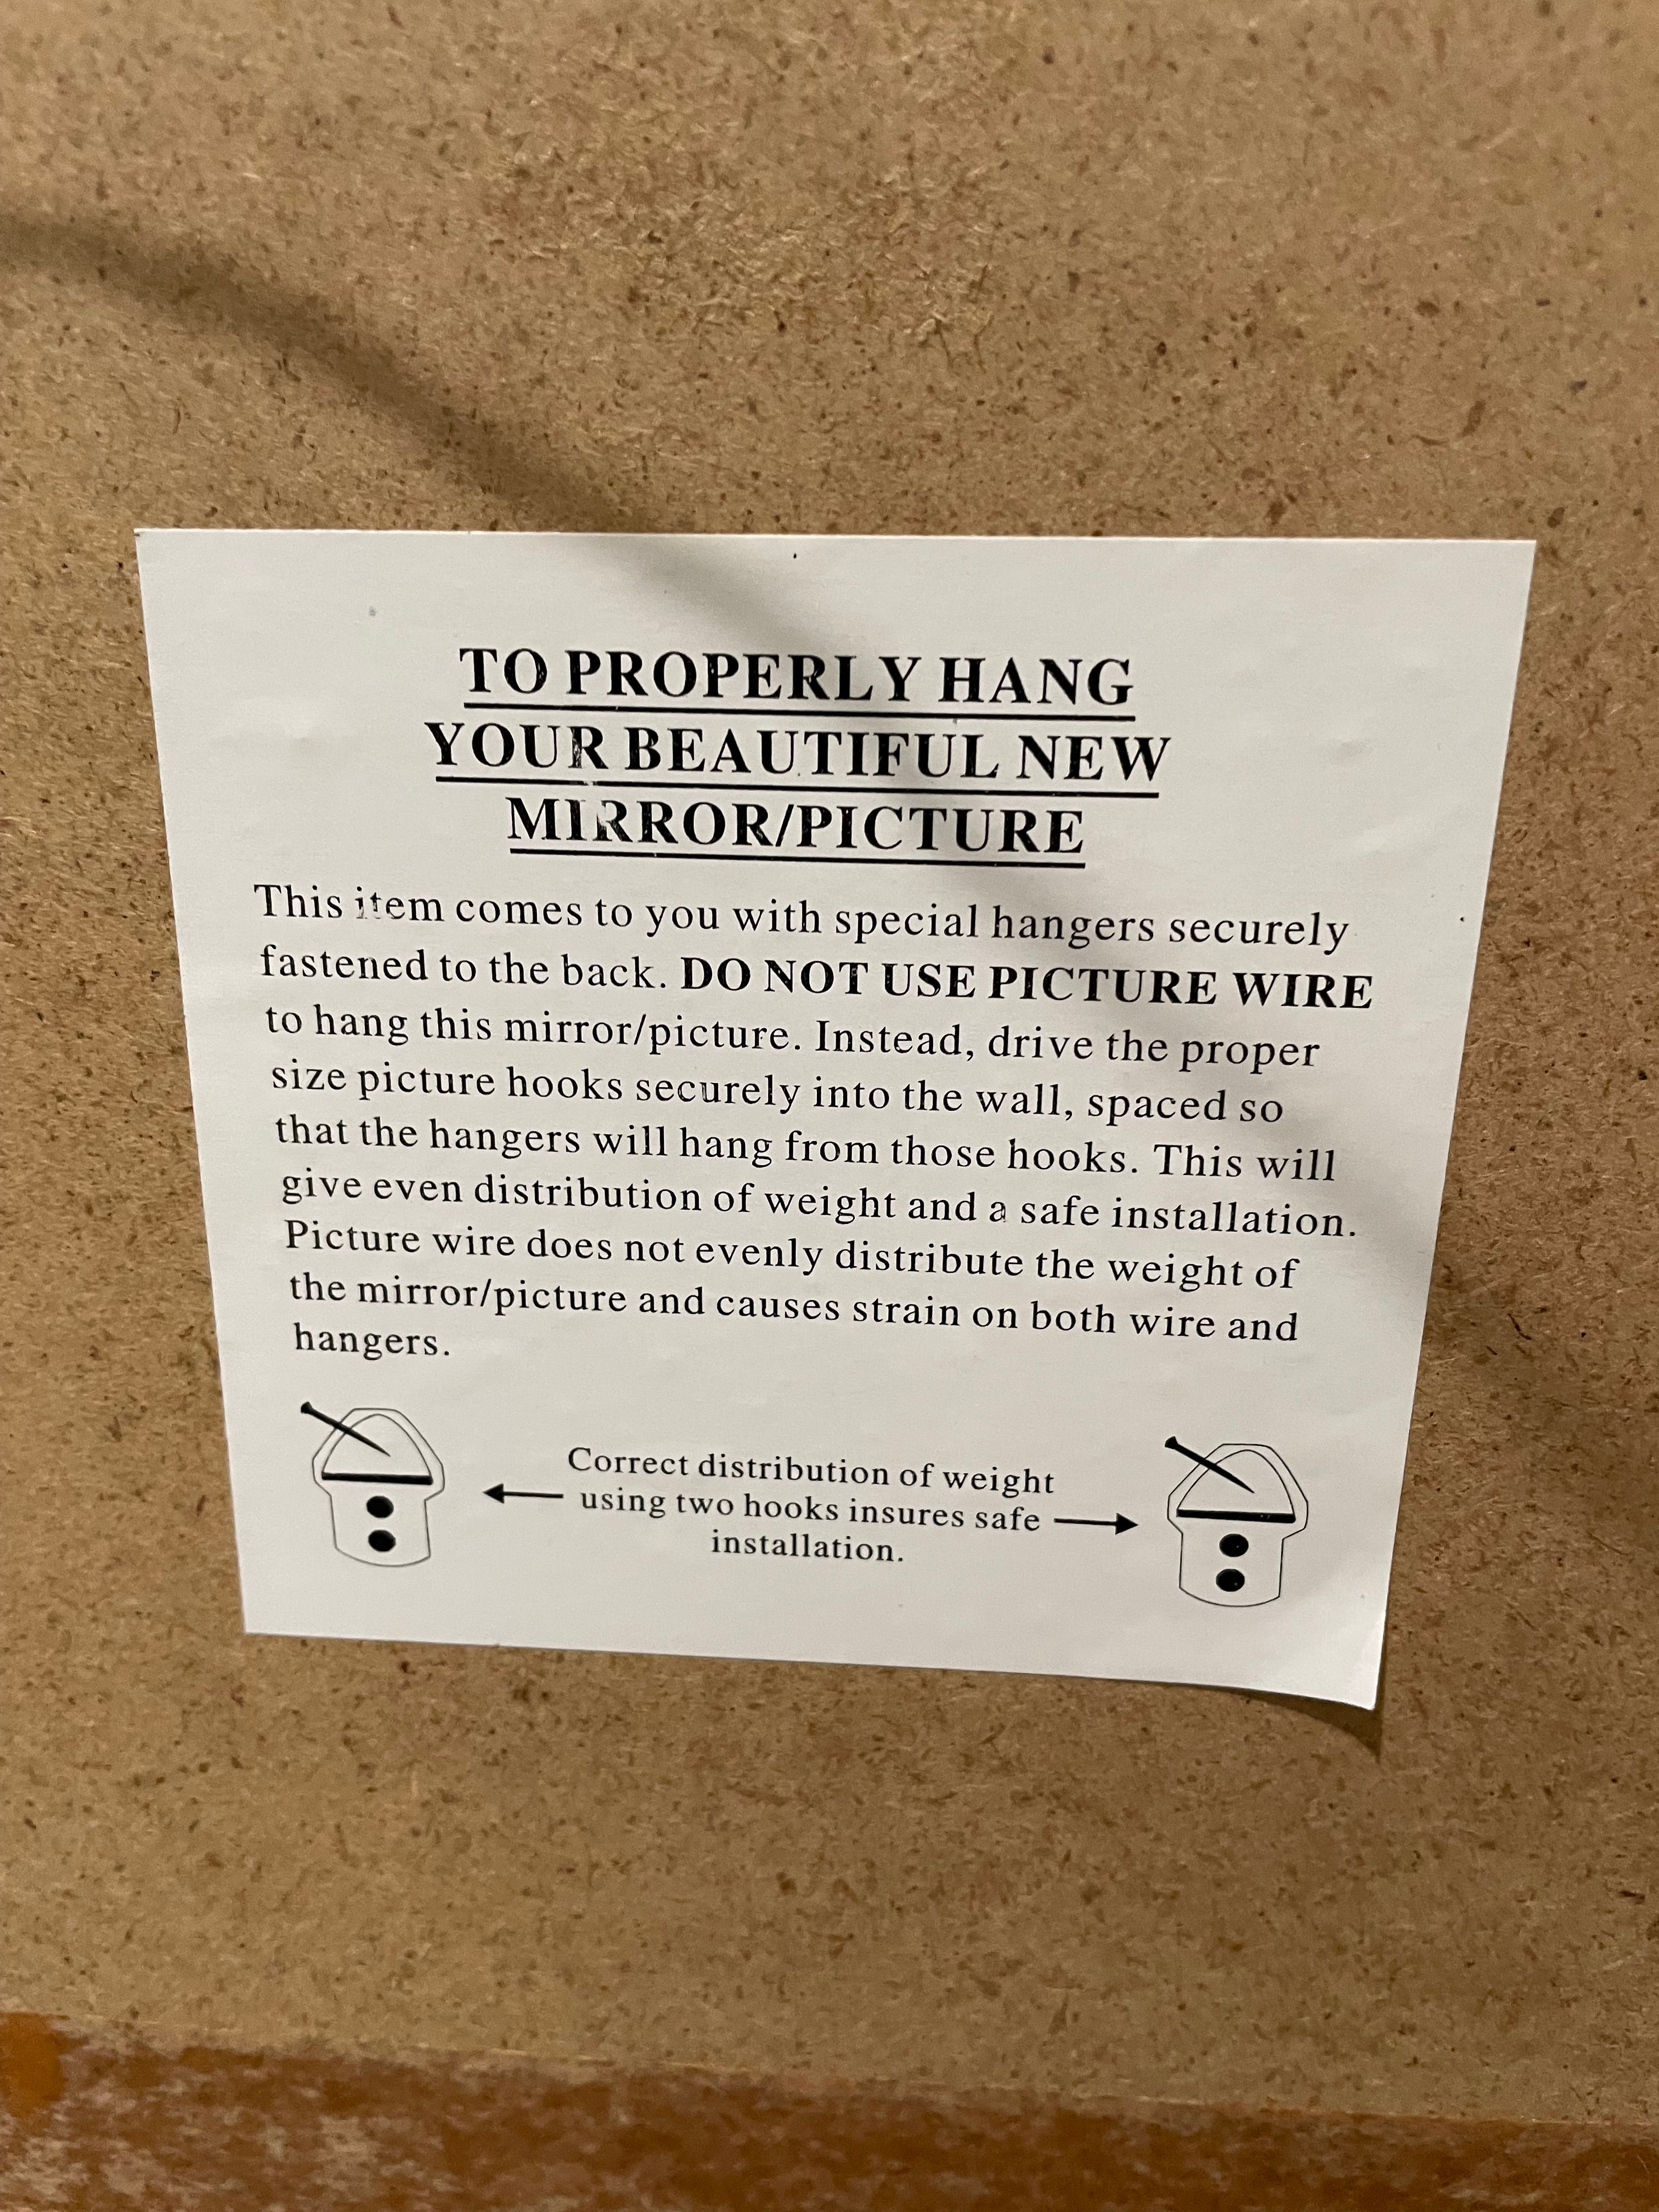 TO PROPERLY HANG
YOUR BEAUTIFUL NEW
MIRROR/PICTURE
This item comes to you with special hangers securely
fastened to the back. DO NOT USE PICTURE WIRE
to hang this mirror/picture. Instead, drive the proper
size picture hooks securely into the wall, spaced so
that the hangers will hang from those hooks. This will
give even distribution of weight and a safe installation.
Picture wire does not evenly distribute the weight of
the mirror/picture and causes strain on both wire and
hangers.
Correct distribution of weight
using two hooks insures safe
installation.